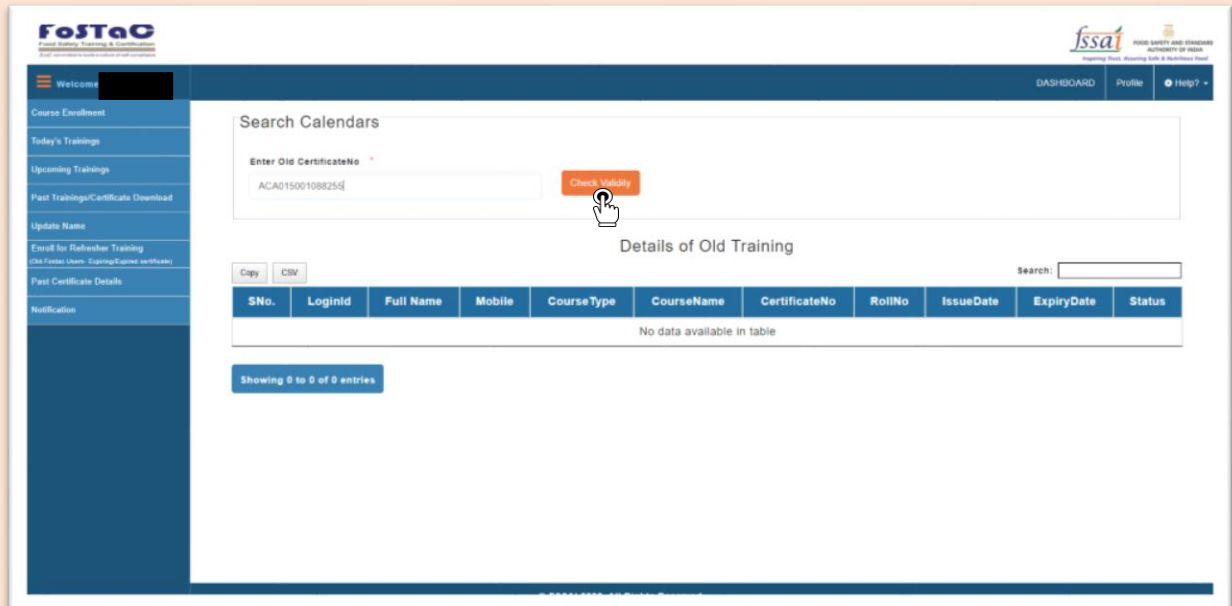 FoSTaC
Food Safety Training & Certification
fssai
FOOD SAFETY AND STANDARDS
AUTHORITY OF INDIA
Inspiring Trust, Assuring Safe & Nutritious Food
Welcome
DASHBOARD
Profile
Help?
Course Enrollment
Today's Trainings
Upcoming Trainings
Past Trainings/Certificate Download
Update Name
Enroll for Refresher Training
(Old Fostac Users- Expiring/Expired certificate)
Past Certificate Details
Notification
Search Calendars
Enter Old CertificateNo *
ACA015001088255
Check Validity
Details of Old Training
Copy
CSV
Search:
SNo. LoginId Full Name Mobile CourseType CourseName CertificateNo RollNo IssueDate ExpiryDate Status
No data available in table
Showing 0 to 0 of 0 entries